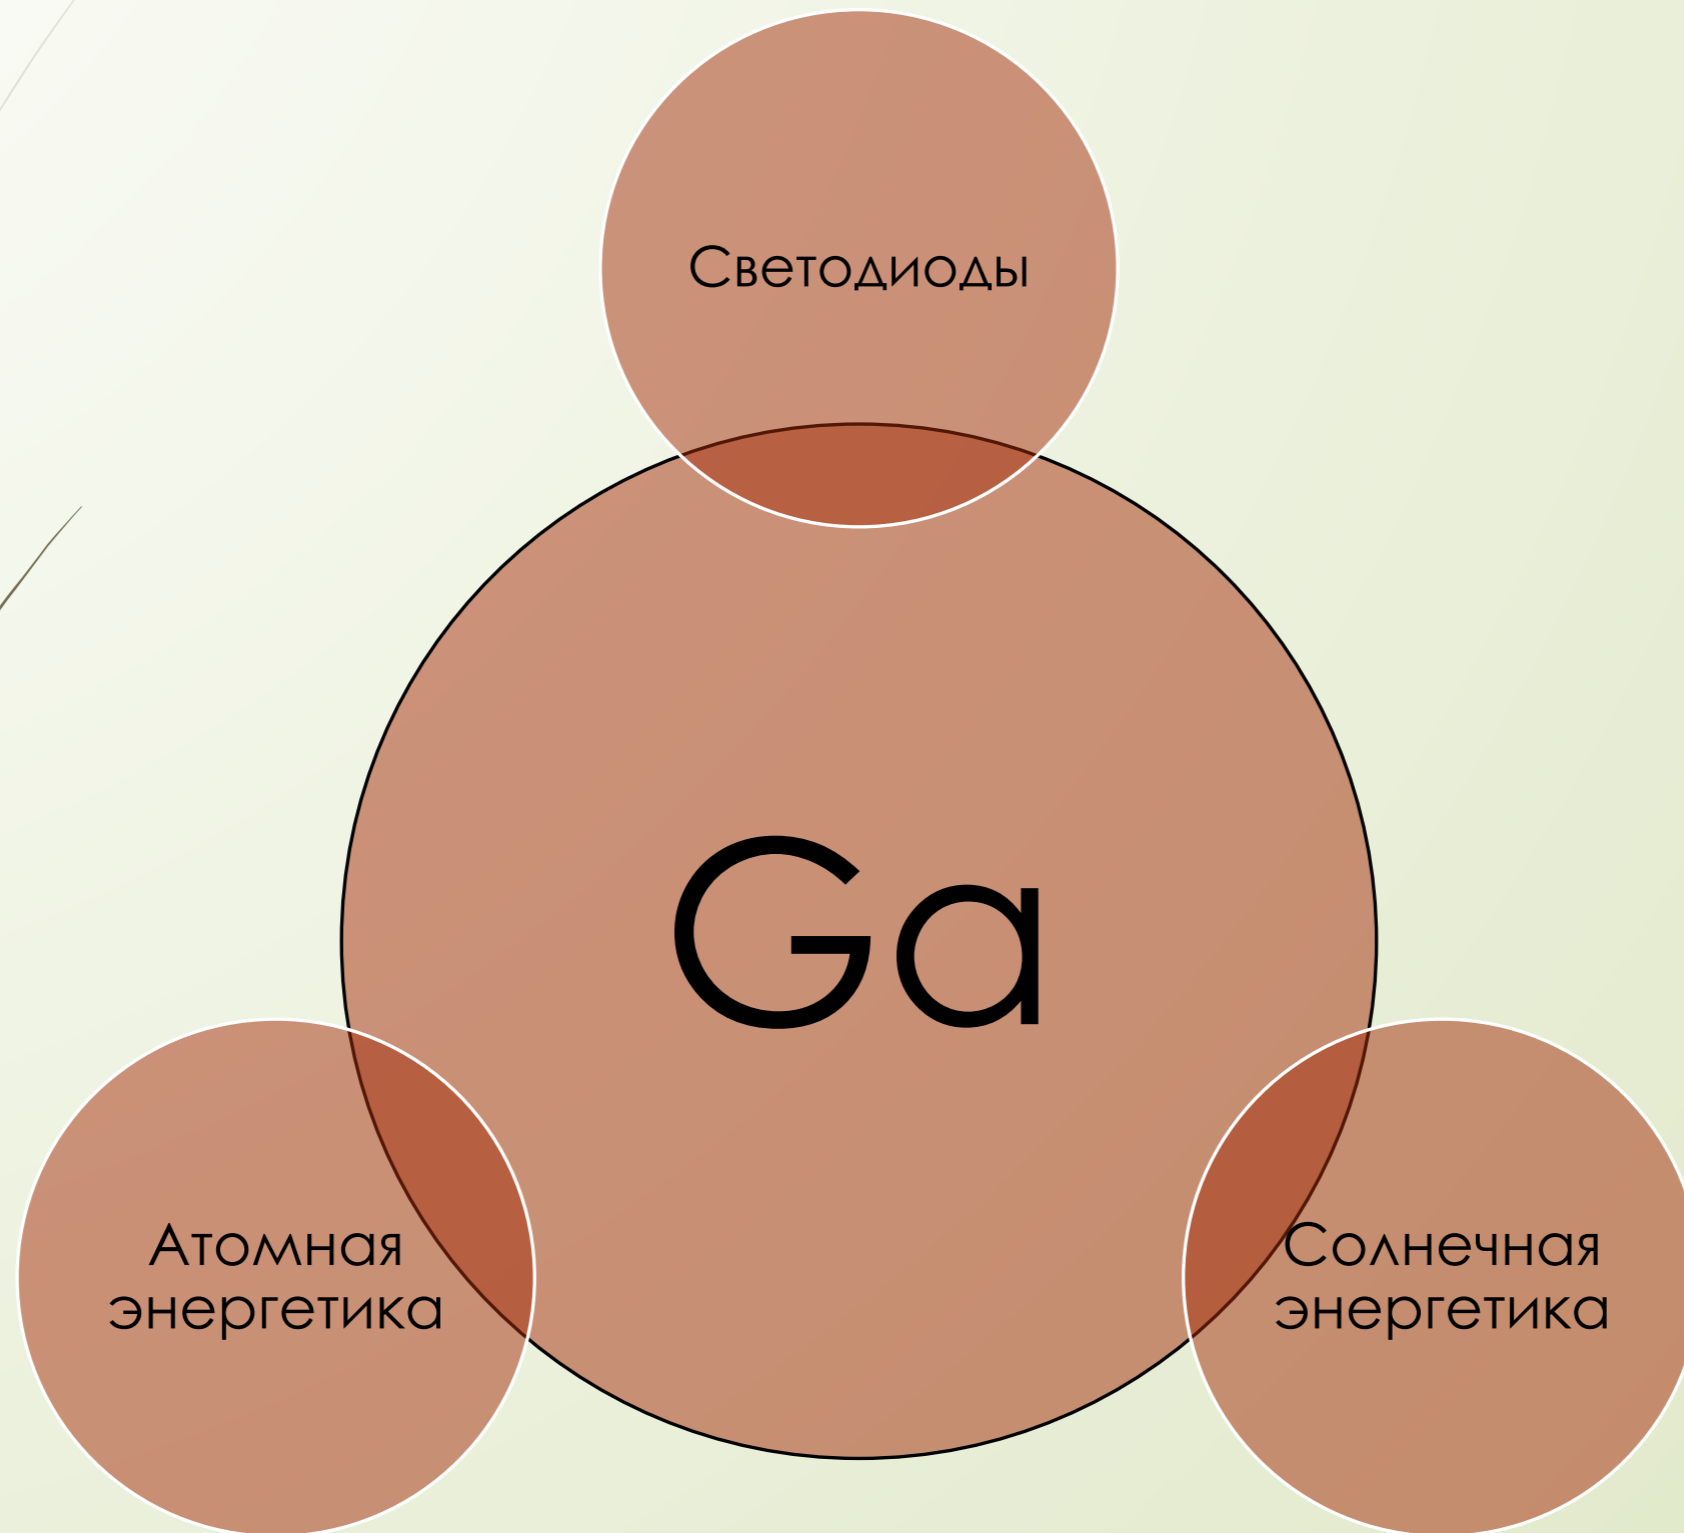 Светодиоды
Ga
Атомная
энергетика
Солнечная
энергетика